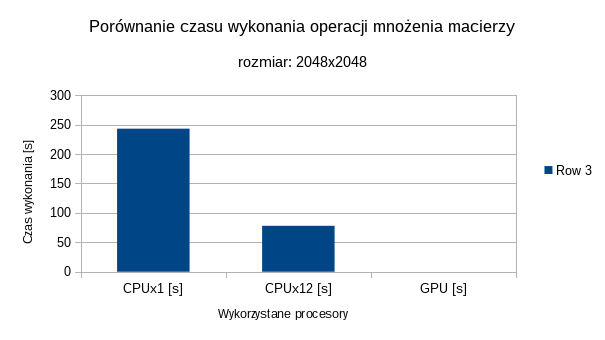 Porównanie czasu wykonania operacji mnożenia macierzy
rozmiar: 2048x2048
300
250
200
150
100
50
0
Czas wykonania [s]
CPUx1 [s]
CPUx12 [s]
GPU [s]
Wykorzystane procesory
Row 3